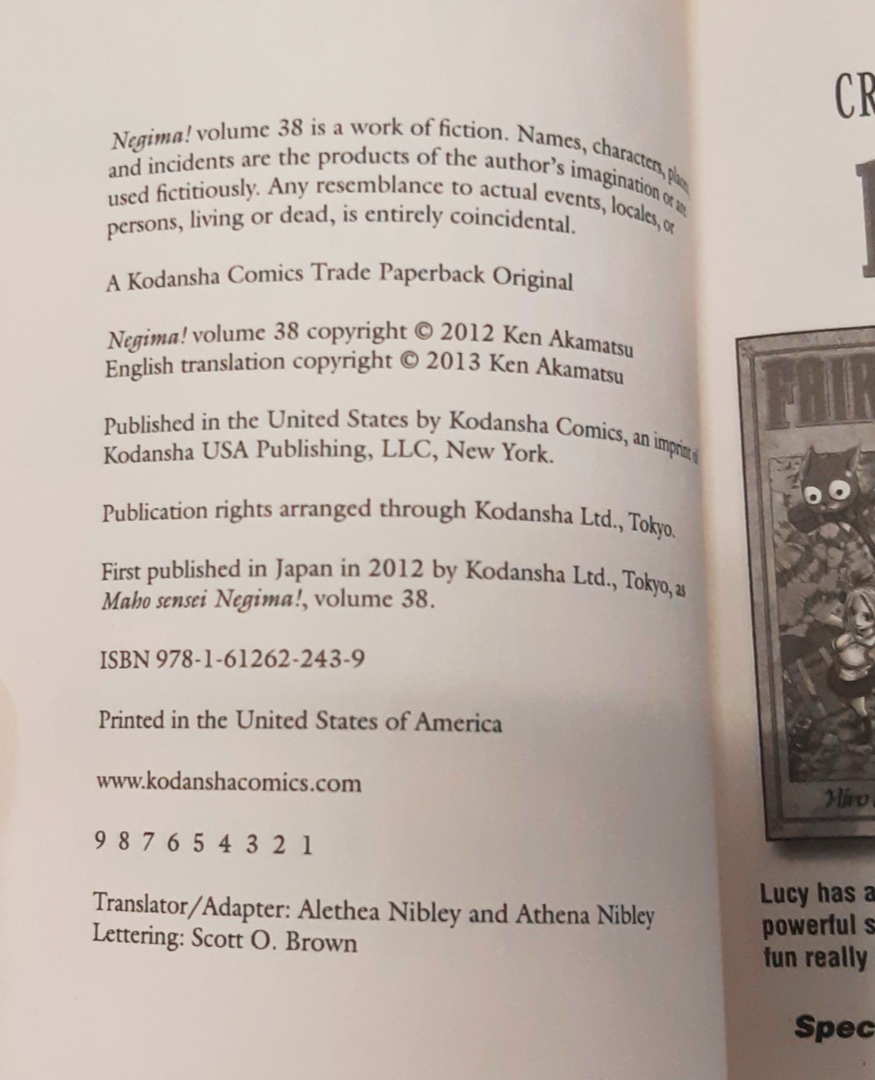 Negima! volume 38 is a work of fiction. Names, characters, places,
and incidents are the products of the author's imagination or are
used fictitiously. Any resemblance to actual events, locales, or
persons, living or dead, is entirely coincidental.
A Kodansha Comics Trade Paperback Original
Negima! volume 38 copyright © 2012 Ken Akamatsu
English translation copyright © 2013 Ken Akamatsu
Published in the United States by Kodansha Comics, an imprint of
Kodansha USA Publishing, LLC, New York.
Publication rights arranged through Kodansha Ltd., Tokyo.
First published in Japan in 2012 by Kodansha Ltd., Tokyo, as
Maho sensei Negima!, volume 38.
ISBN 978-1-61262-243-9
Printed in the United States of America
www.kodanshacomics.com
9 8 7 6 5 4 3 2 1
Translator/Adapter: Alethea Nibley and Athena Nibley
Lettering: Scott O. Brown
CR
FAIR
Hiro
Lucy has a
powerful s
fun really
Spec